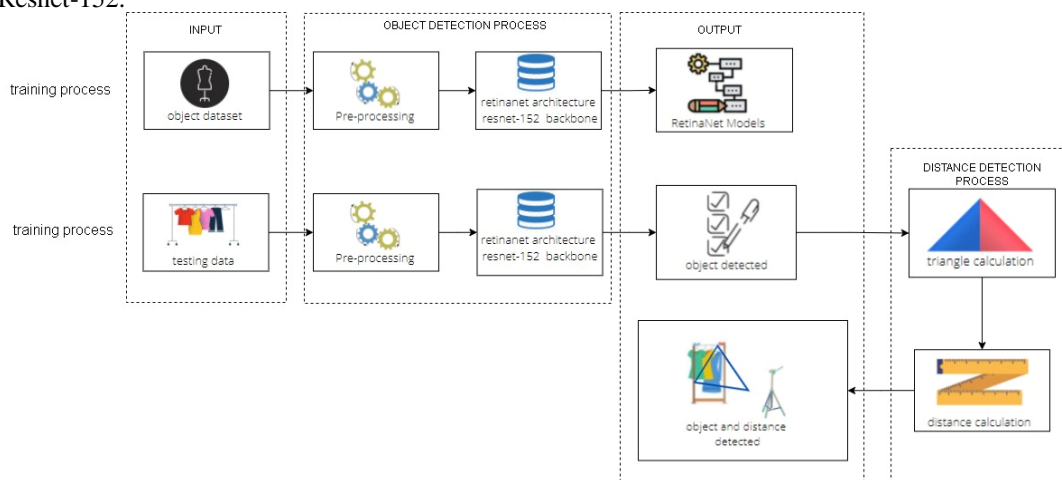 Resnet-152.
INPUT
OBJECT DETECTION PROCESS
OUTPUT
training process
object dataset
Pre-processing
retinanet architecture
resnet-152 backbone
RetinaNet Models
DISTANCE DETECTION
PROCESS
training process
testing data
Pre-processing
retinanet architecture
resnet-152 backbone
object detected
triangle calculation
object and distance
detected
distance calculation